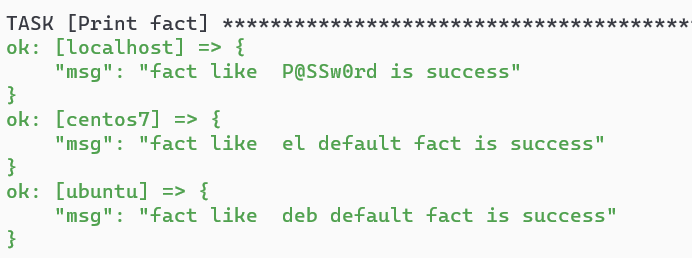 TASK [Print fact] ***************************************
ok: [localhost] => {
    "msg": "fact like  P@SSw0rd is success"
}
ok: [centos7] => {
    "msg": "fact like  el default fact is success"
}
ok: [ubuntu] => {
    "msg": "fact like  deb default fact is success"
}